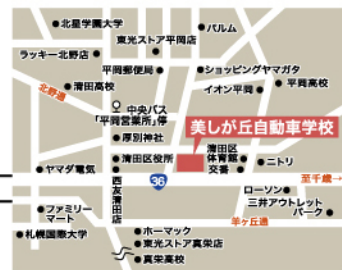 北星学園大学
パルム
東光ストア平岡店
ラッキー北野店
平岡郵便局
ショッピングヤマガタ
清田高校
イオン平岡
平岡高校
北野通
中央バス
「平岡営業所」停
厚別神社
美しが丘自動車学校
清田区役所
清田区
体育館
交番
ニトリ
ヤマダ電気
36
至千歳→
西友清田店
ローソン
三井アウトレット
パーク
ファミリー
マート
羊ヶ丘通
札幌国際大学
ホーマック
東光ストア真栄店
真栄高校